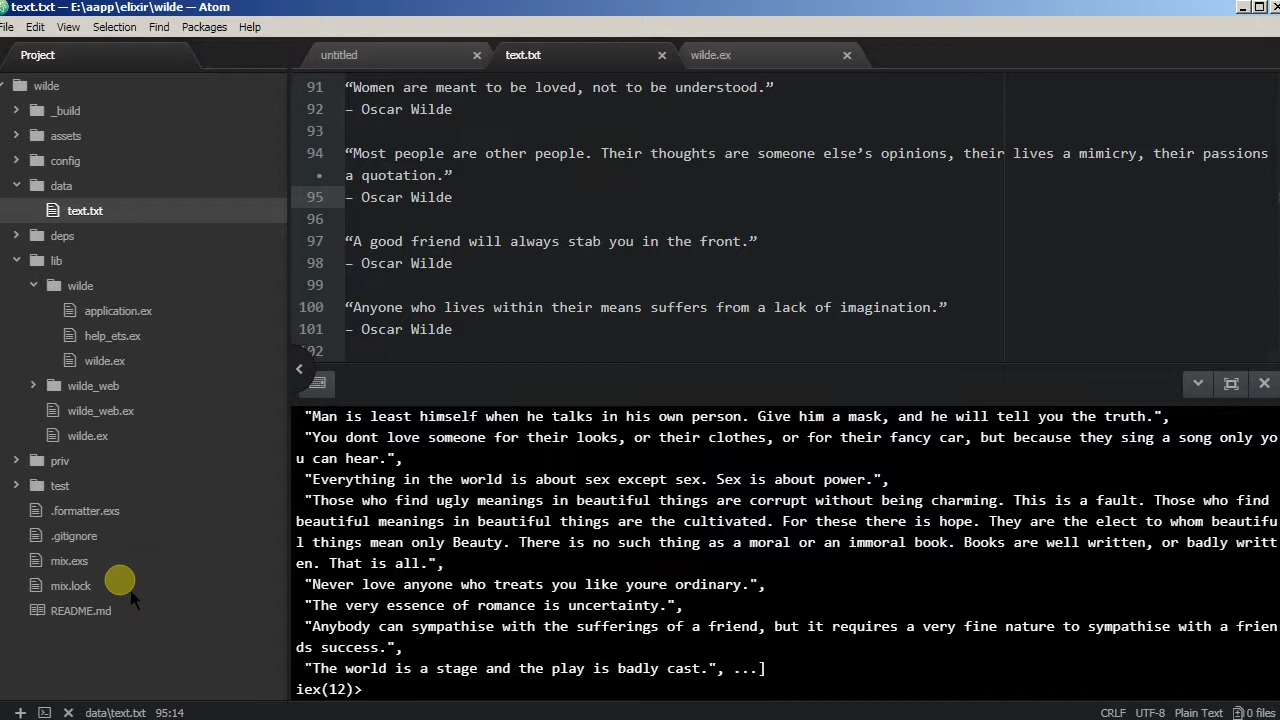 text.txt — E:\aapp\elixir\wilde — Atom
File Edit View Selection Find Packages Help
Project
untitled
text.txt
wilde.ex
wilde
_build
assets
config
data
text.txt
deps
lib
wilde
application.ex
help_ets.ex
wilde.ex
wilde_web
wilde_web.ex
wilde.ex
priv
test
.formatter.exs
.gitignore
mix.exs
mix.lock
README.md
91 “Women are meant to be loved, not to be understood.”
92 – Oscar Wilde
93
94 “Most people are other people. Their thoughts are someone else’s opinions, their lives a mimicry, their passions
• a quotation.”
95 – Oscar Wilde
96
97 “A good friend will always stab you in the front.”
98 – Oscar Wilde
99
100 “Anyone who lives within their means suffers from a lack of imagination.”
101 – Oscar Wilde
102
"Man is least himself when he talks in his own person. Give him a mask, and he will tell you the truth.",
"You dont love someone for their looks, or their clothes, or for their fancy car, but because they sing a song only yo
u can hear.",
"Everything in the world is about sex except sex. Sex is about power.",
"Those who find ugly meanings in beautiful things are corrupt without being charming. This is a fault. Those who find
beautiful meanings in beautiful things are the cultivated. For these there is hope. They are the elect to whom beautifu
l things mean only Beauty. There is no such thing as a moral or an immoral book. Books are well written, or badly writt
en. That is all.",
"Never love anyone who treats you like youre ordinary.",
"The very essence of romance is uncertainty.",
"Anybody can sympathise with the sufferings of a friend, but it requires a very fine nature to sympathise with a frien
ds success.",
"The world is a stage and the play is badly cast.", ...]
iex(12)>
data\text.txt 95:14
CRLF UTF-8 Plain Text 0 files